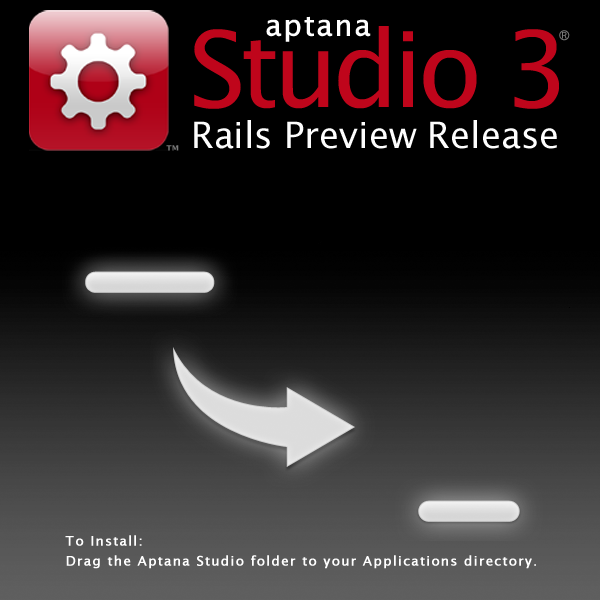 aptana
Studio 3®
™
Rails Preview Release
To Install:
Drag the Aptana Studio folder to your Applications directory.